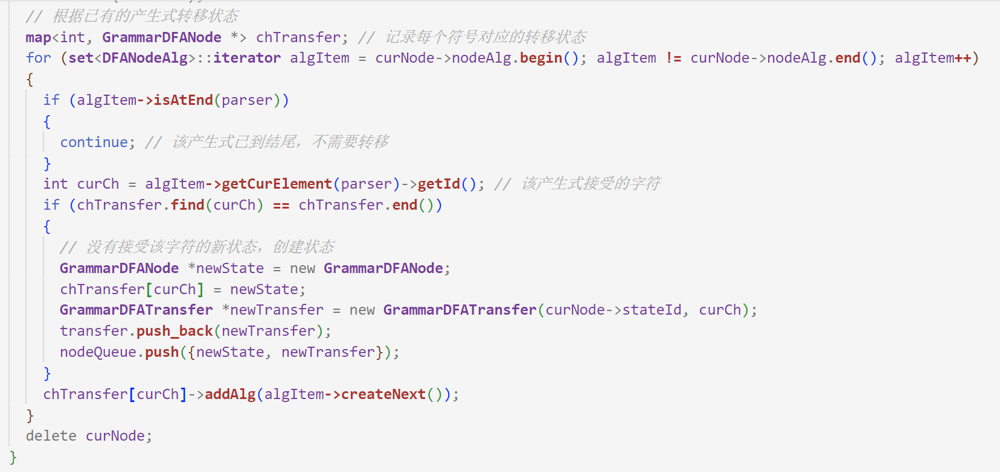 // 根据已有的产生式转移状态
map<int, GrammarDFANode *> chTransfer; // 记录每个符号对应的转移状态
for (set<DFANodeAlg>::iterator algItem = curNode->nodeAlg.begin(); algItem != curNode->nodeAlg.end(); algItem++)
{
if (algItem->isAtEnd(parser))
{
continue; // 该产生式已到结尾，不需要转移
}
int curCh = algItem->getCurElement(parser)->getId(); // 该产生式接受的字符
if (chTransfer.find(curCh) == chTransfer.end())
{
// 没有接受该字符的新状态，创建状态
GrammarDFANode *newState = new GrammarDFANode;
chTransfer[curCh] = newState;
GrammarDFATransfer *newTransfer = new GrammarDFATransfer(curNode->stateId, curCh);
transfer.push_back(newTransfer);
nodeQueue.push({newState, newTransfer});
}
chTransfer[curCh]->addAlg(algItem->createNext());
}
delete curNode;
}